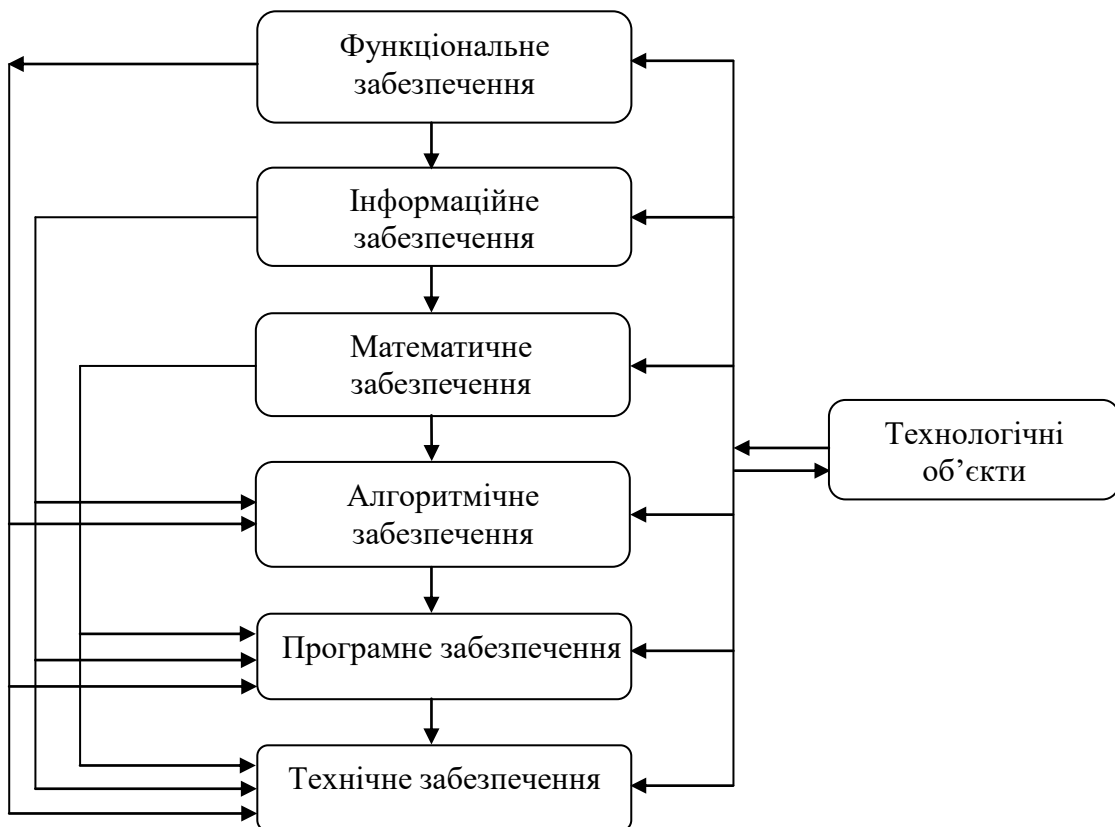 Функціональне
забезпечення
Інформаційне
забезпечення
Математичне
забезпечення
Технологічні
об’єкти
Алгоритмічне
забезпечення
Програмне забезпечення
Технічне забезпечення